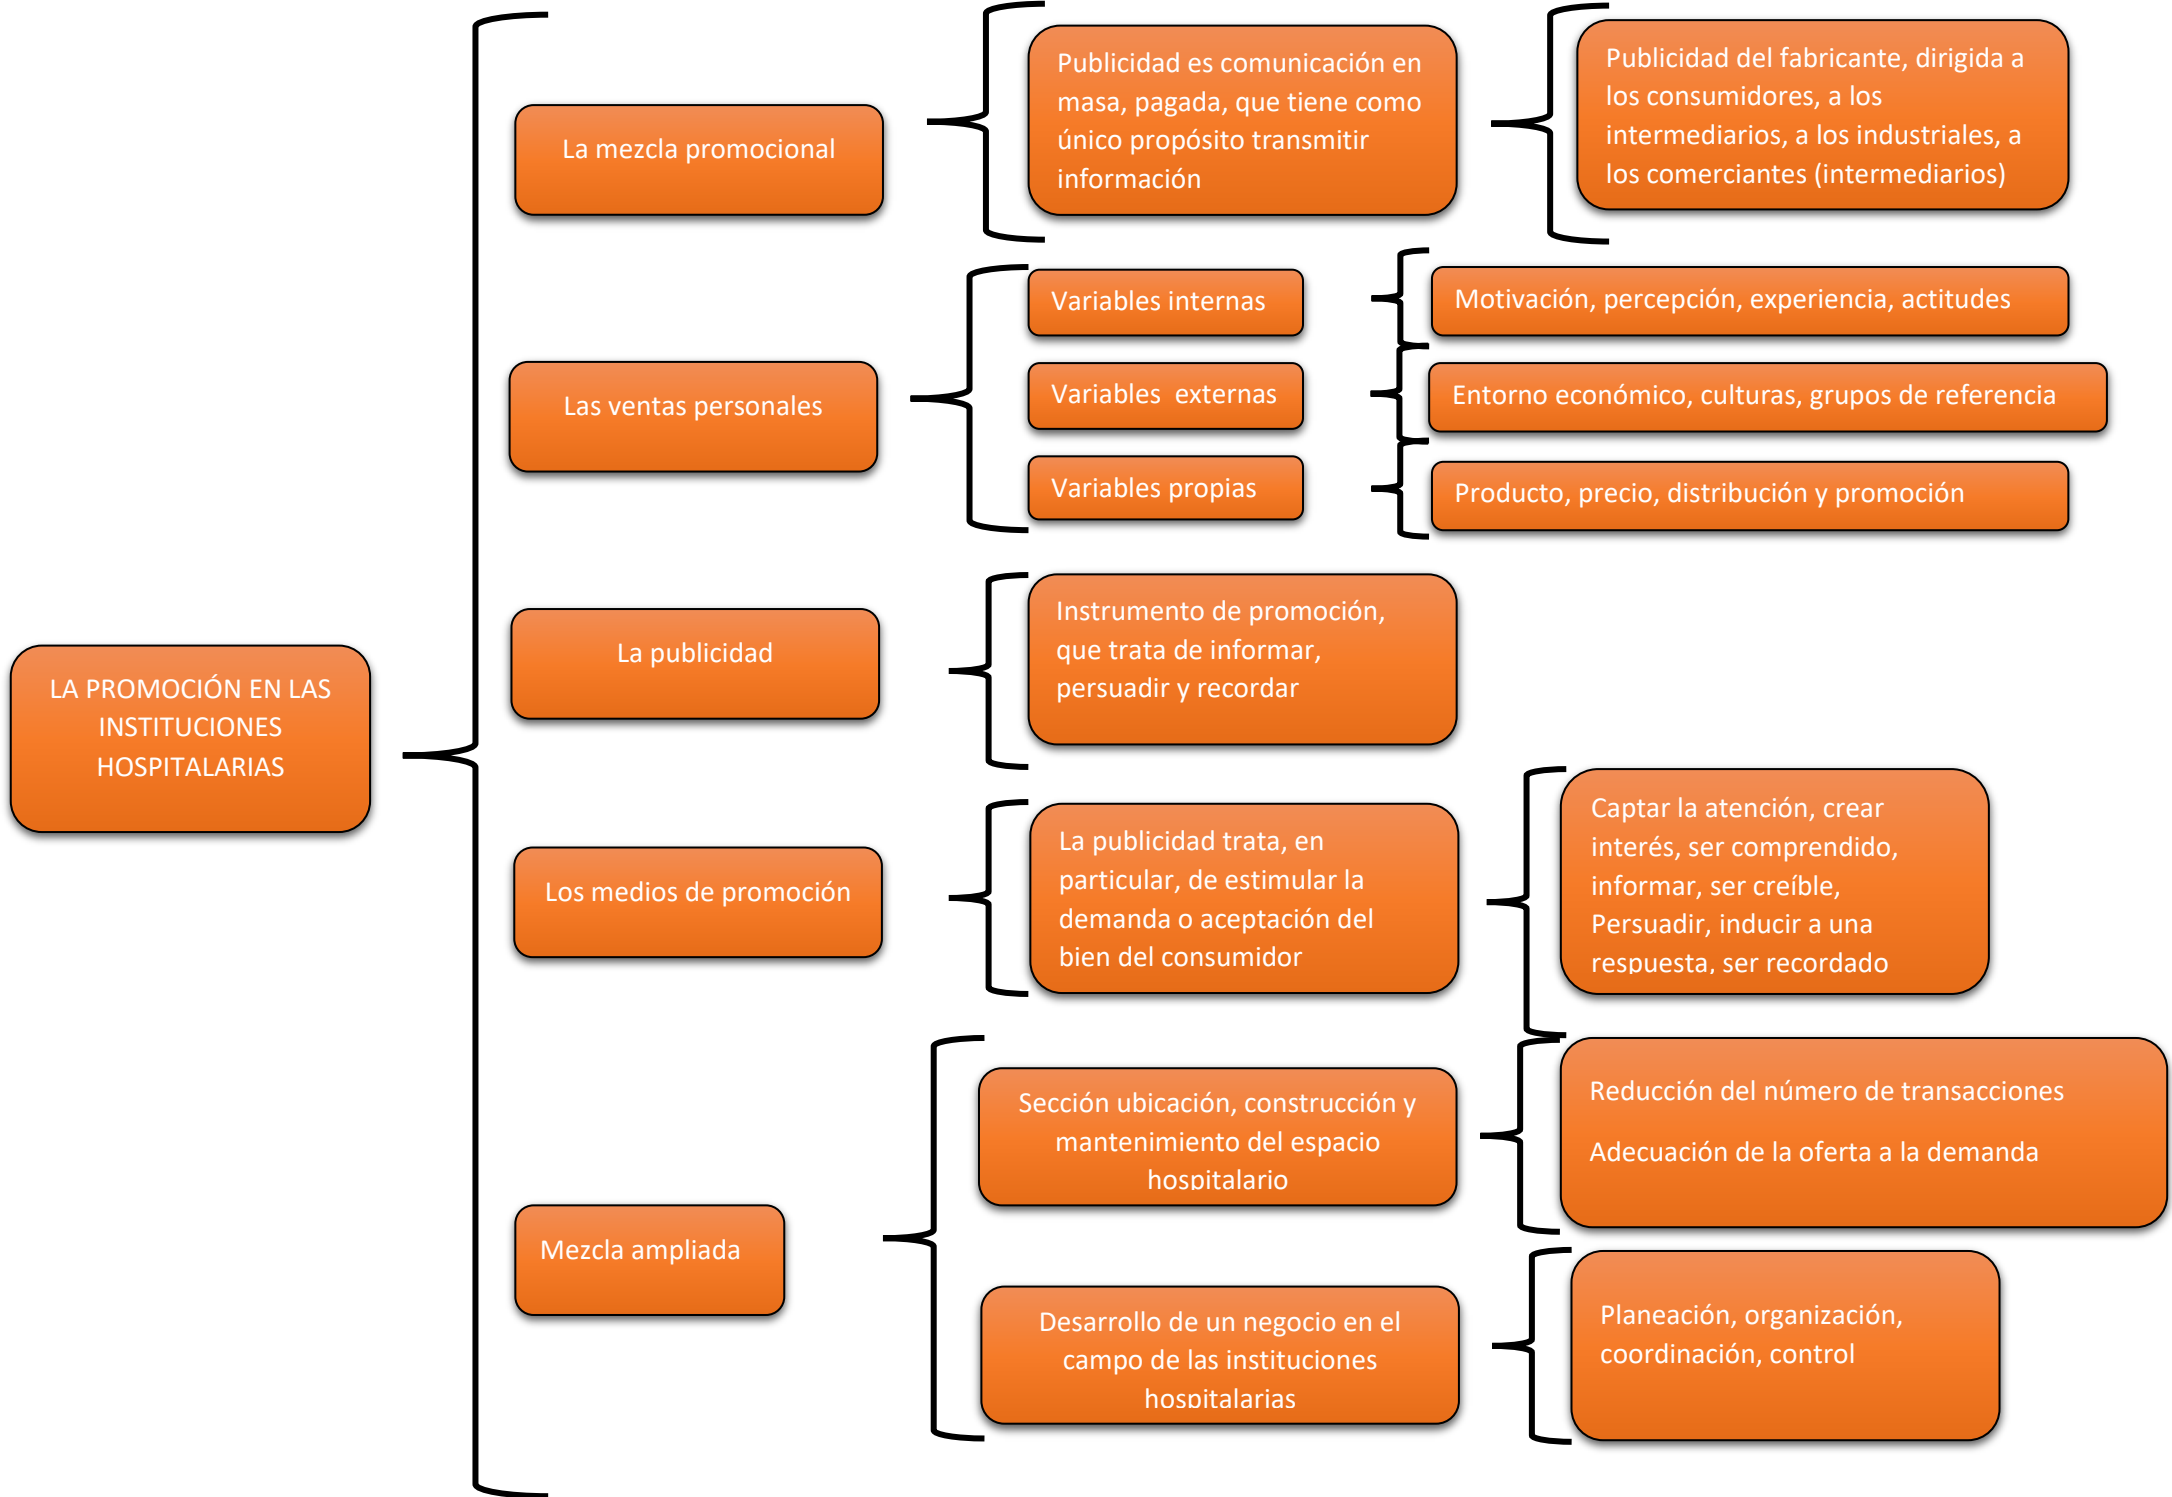 LA PROMOCIÓN EN LAS
INSTITUCIONES
HOSPITALARIAS
La mezcla promocional
Publicidad es comunicación en
masa, pagada, que tiene como
único propósito transmitir
información
Publicidad del fabricante, dirigida a
los consumidores, a los
intermediarios, a los industriales, a
los comerciantes (intermediarios)
Las ventas personales
Variables internas
Motivación, percepción, experiencia, actitudes
Variables  externas
Entorno económico, culturas, grupos de referencia
Variables propias
Producto, precio, distribución y promoción
La publicidad
Instrumento de promoción,
que trata de informar,
persuadir y recordar
Los medios de promoción
La publicidad trata, en
particular, de estimular la
demanda o aceptación del
bien del consumidor
Captar la atención, crear
interés, ser comprendido,
informar, ser creíble,
Persuadir, inducir a una
respuesta, ser recordado
Mezcla ampliada
Sección ubicación, construcción y
mantenimiento del espacio
hospitalario
Reducción del número de transacciones
Adecuación de la oferta a la demanda
Desarrollo de un negocio en el
campo de las instituciones
hospitalarias
Planeación, organización,
coordinación, control